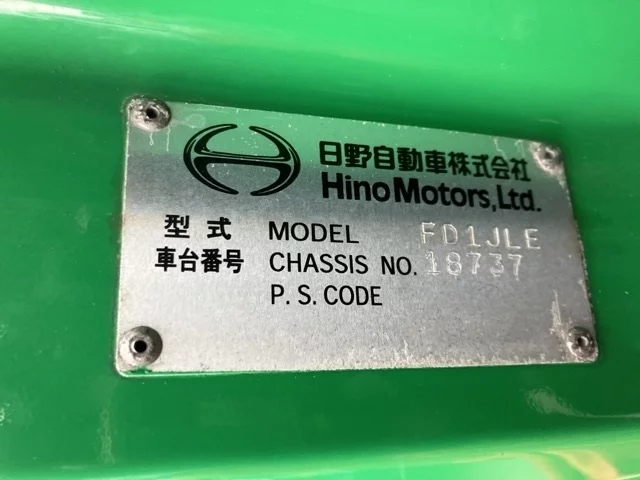 日野自動車株式会社
Hino Motors, Ltd.
型式 MODEL FD1JLE
車台番号 CHASSIS NO. 18737
P. S. CODE